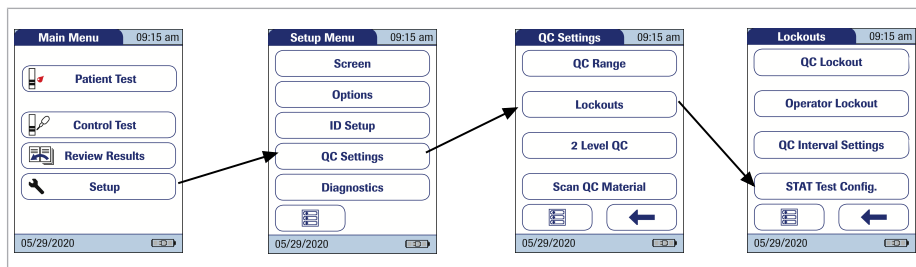 Main Menu 09:15 am
Patient Test
Control Test
Review Results
Setup
05/29/2020
Setup Menu 09:15 am
Screen
Options
ID Setup
QC Settings
Diagnostics
05/29/2020
QC Settings 09:15 am
QC Range
Lockouts
2 Level QC
Scan QC Material
05/29/2020
Lockouts 09:15 am
QC Lockout
Operator Lockout
QC Interval Settings
STAT Test Config.
05/29/2020